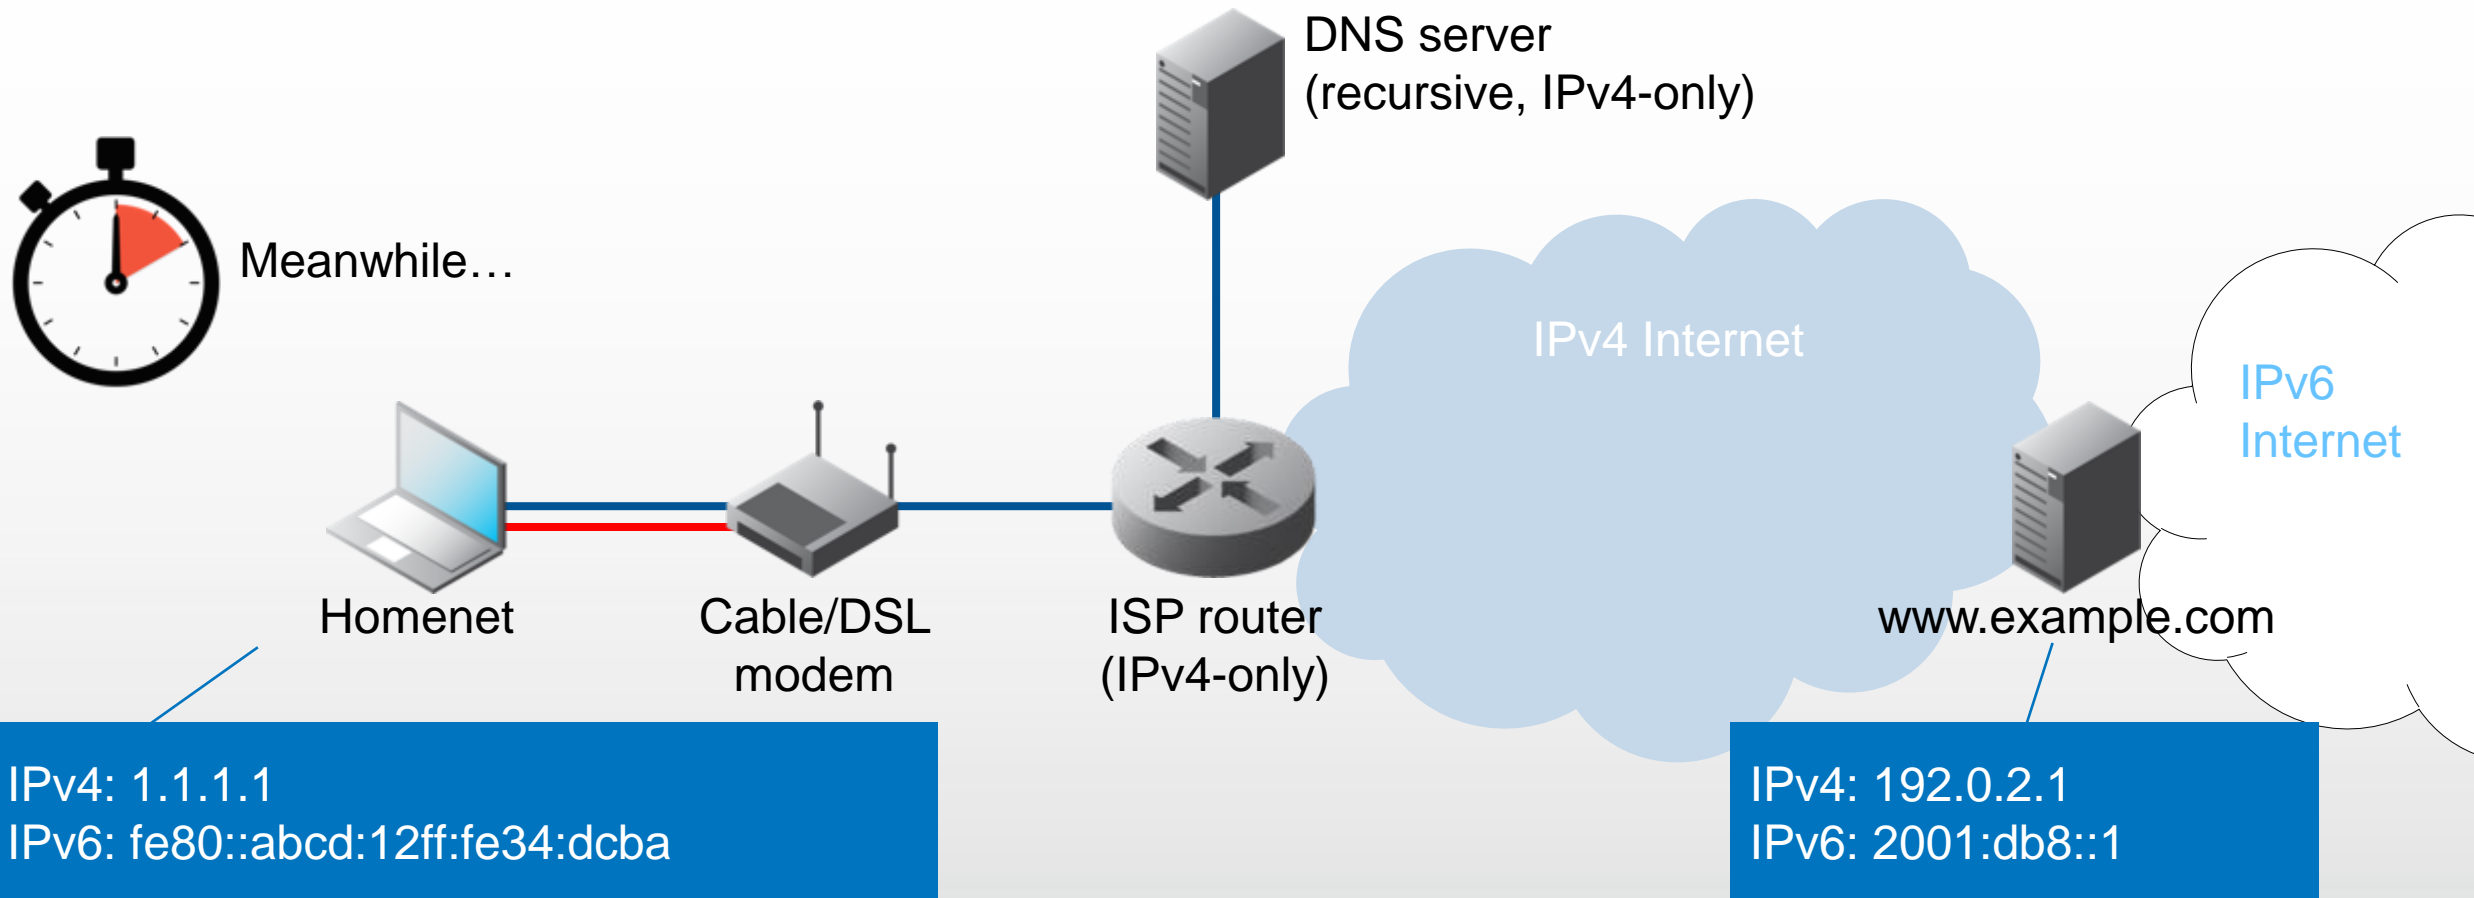 DNS server
(recursive, IPv4-only)
Meanwhile…
IPv4 Internet
IPv6
Internet
Homenet
Cable/DSL
modem
ISP router
(IPv4-only)
www.example.com
IPv4: 1.1.1.1
IPv6: fe80::abcd:12ff:fe34:dcba
IPv4: 192.0.2.1
IPv6: 2001:db8::1